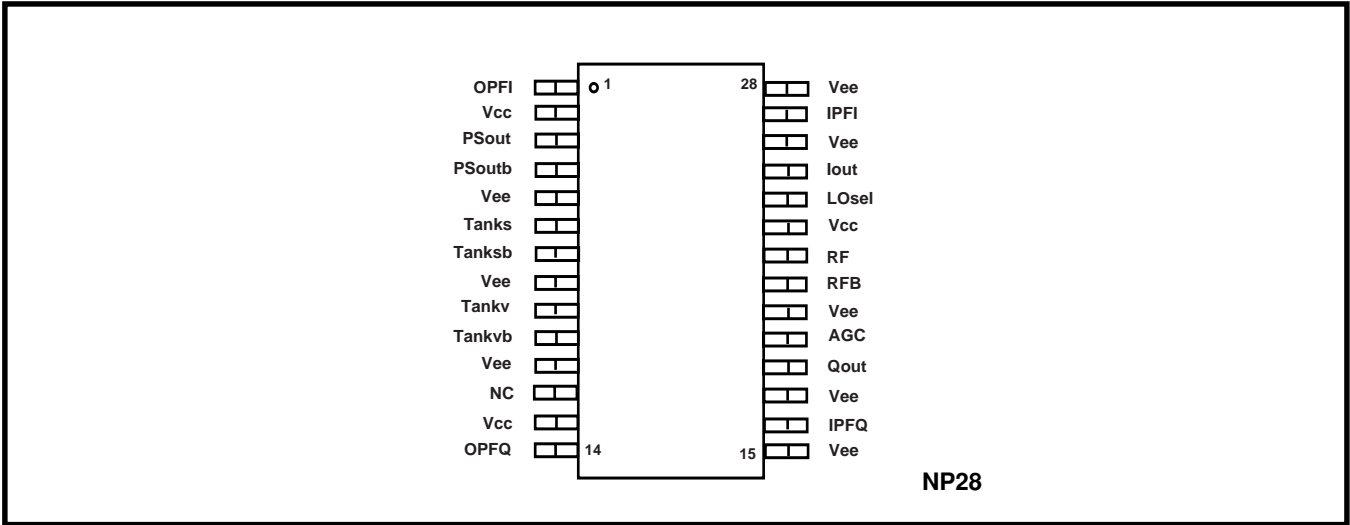 OPFI 1 28 Vee
Vcc IPFI
PSout Vee
PSoutb Iout
Vee LOsel
Tanks Vcc
Tanksb RF
Vee RFB
Tankv Vee
Tankvb AGC
Vee Qout
NC Vee
Vcc IPFQ
OPFQ 14 15 Vee
NP28